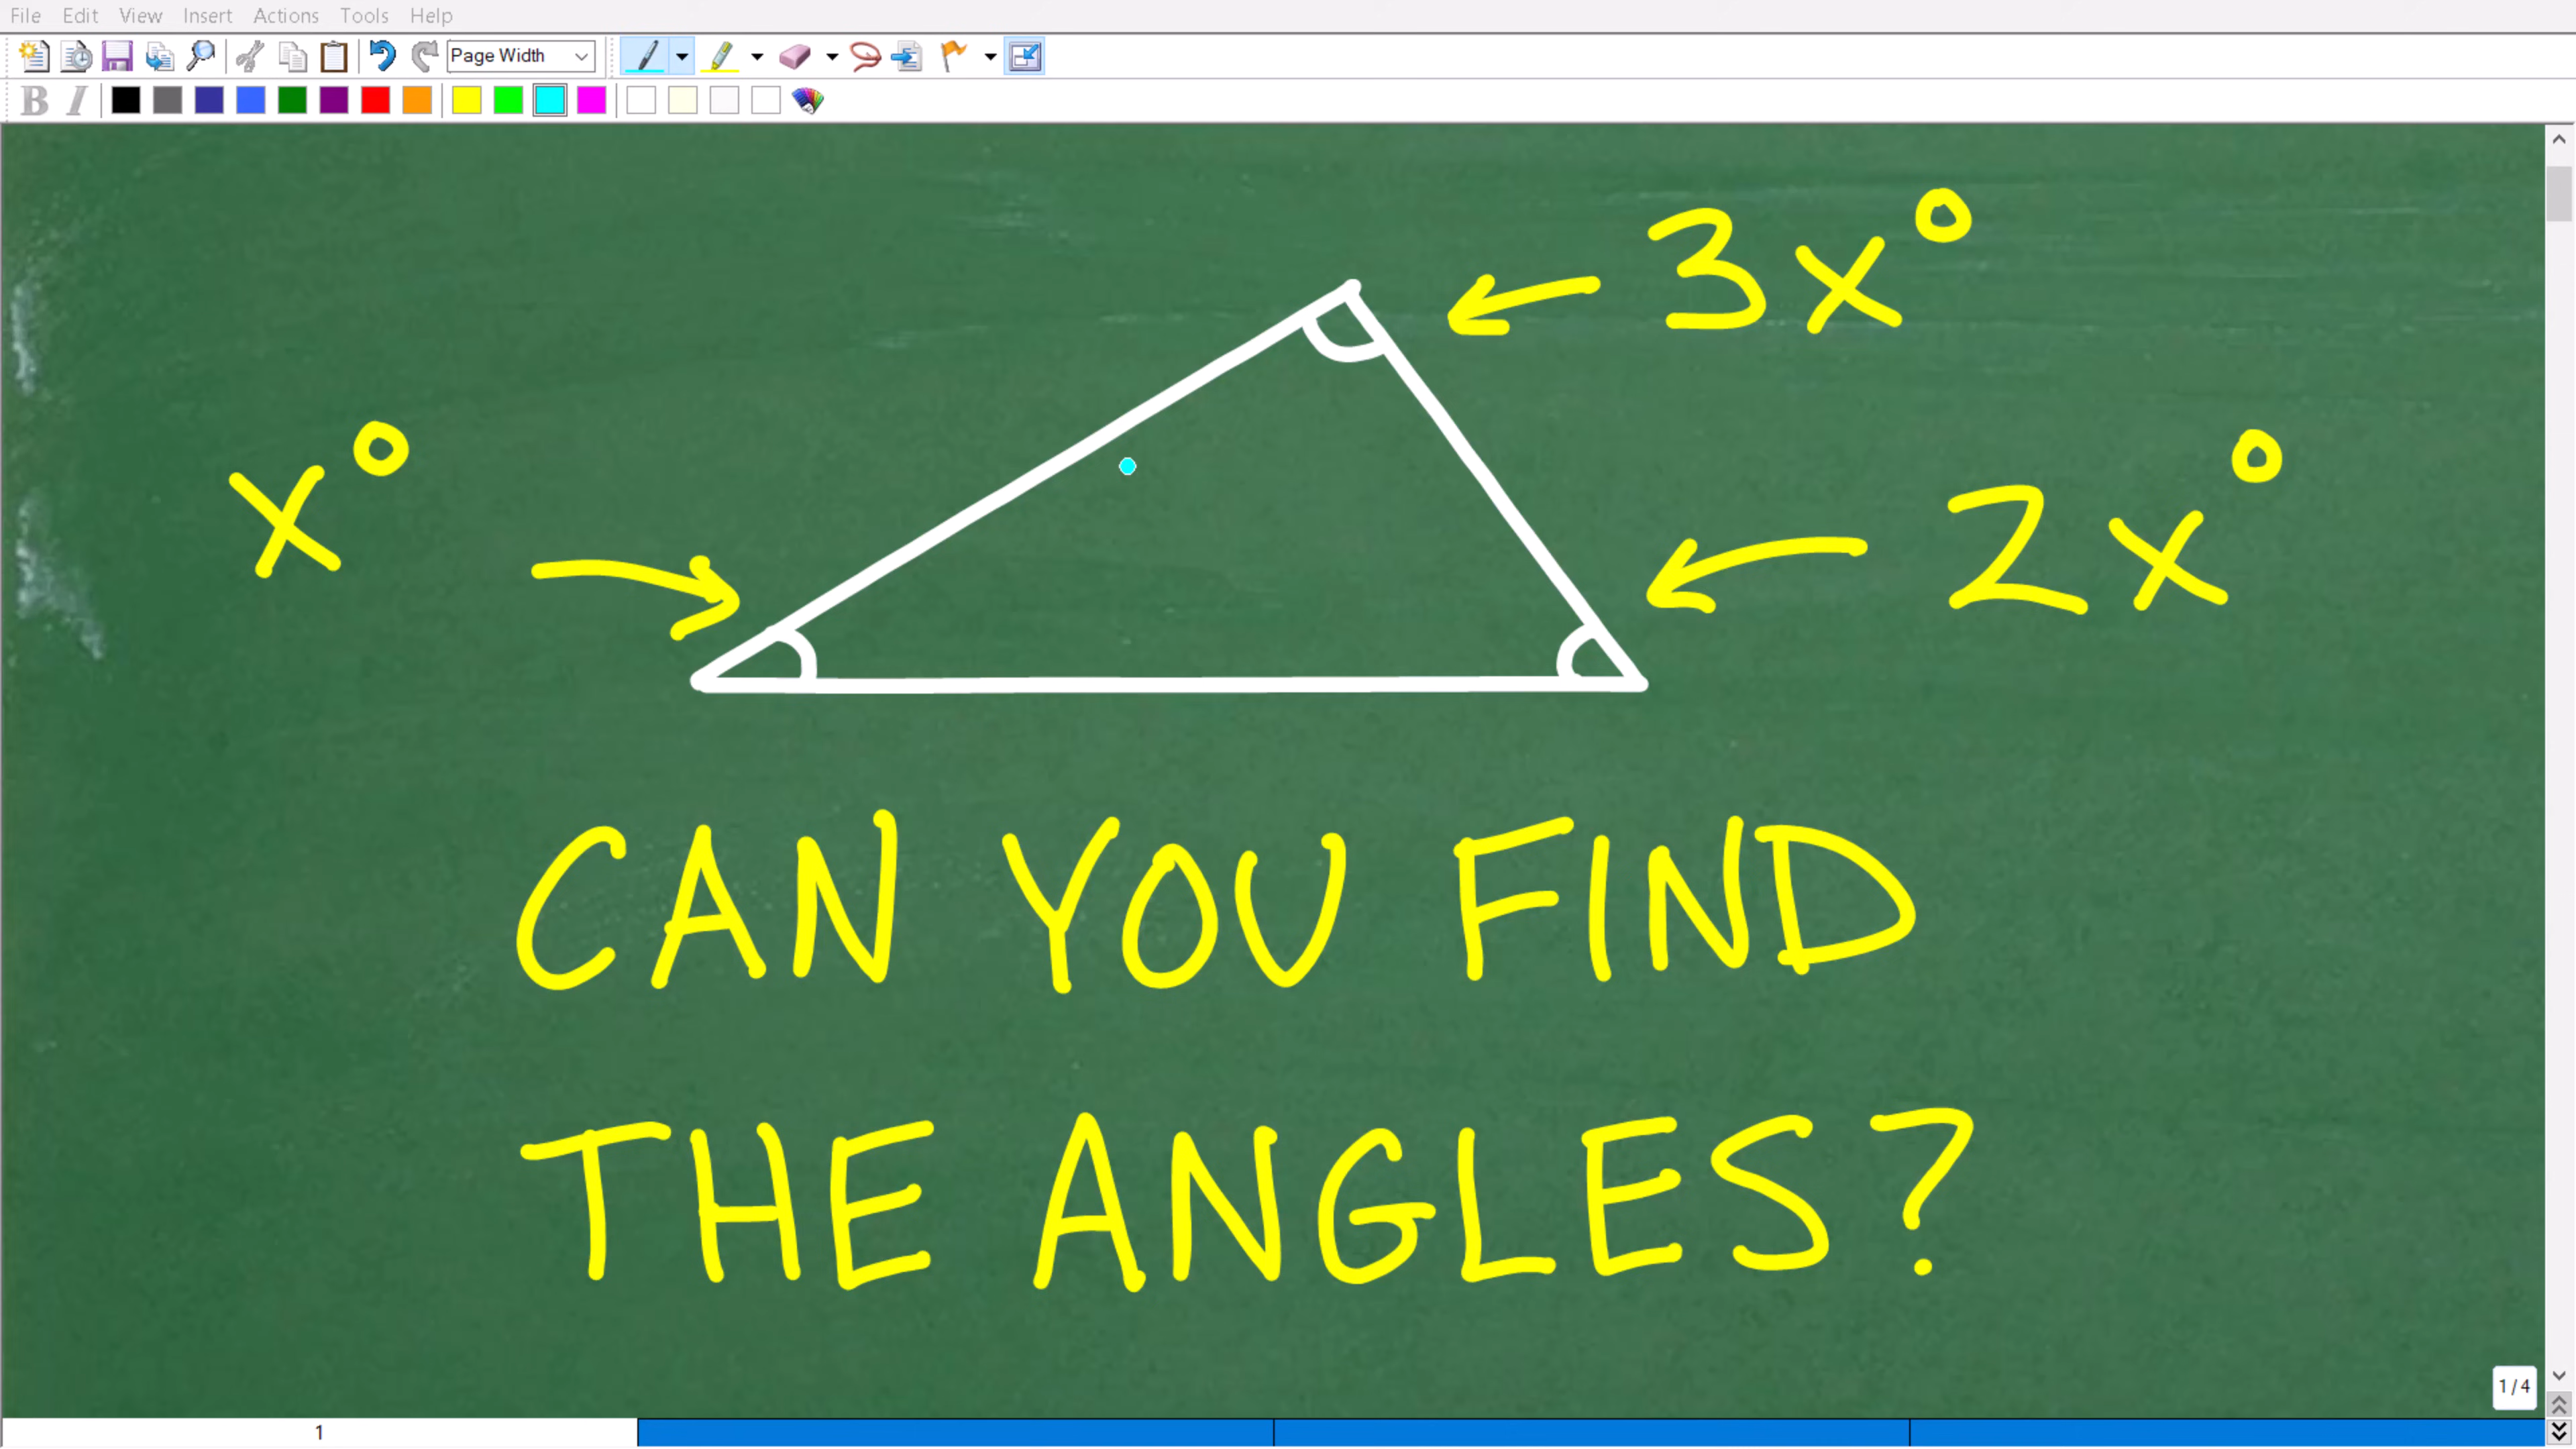 File Edit View Insert Actions Tools Help
Page Width
B I
3x°
x°
2x°
CAN YOU FIND
THE ANGLES?
1 / 4
1